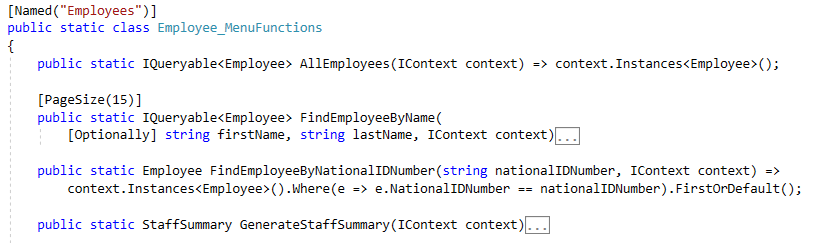 [Named("Employees")]
public static class Employee_MenuFunctions
{
public static IQueryable<Employee> AllEmployees(IContext context) => context.Instances<Employee>();
[PageSize(15)]
public static IQueryable<Employee> FindEmployeeByName(
[Optionally] string firstName, string lastName, IContext context)...
public static Employee FindEmployeeByNationalIDNumber(string nationalIDNumber, IContext context) =>
context.Instances<Employee>().Where(e => e.NationalIDNumber == nationalIDNumber).FirstOrDefault();
public static StaffSummary GenerateStaffSummary(IContext context)...